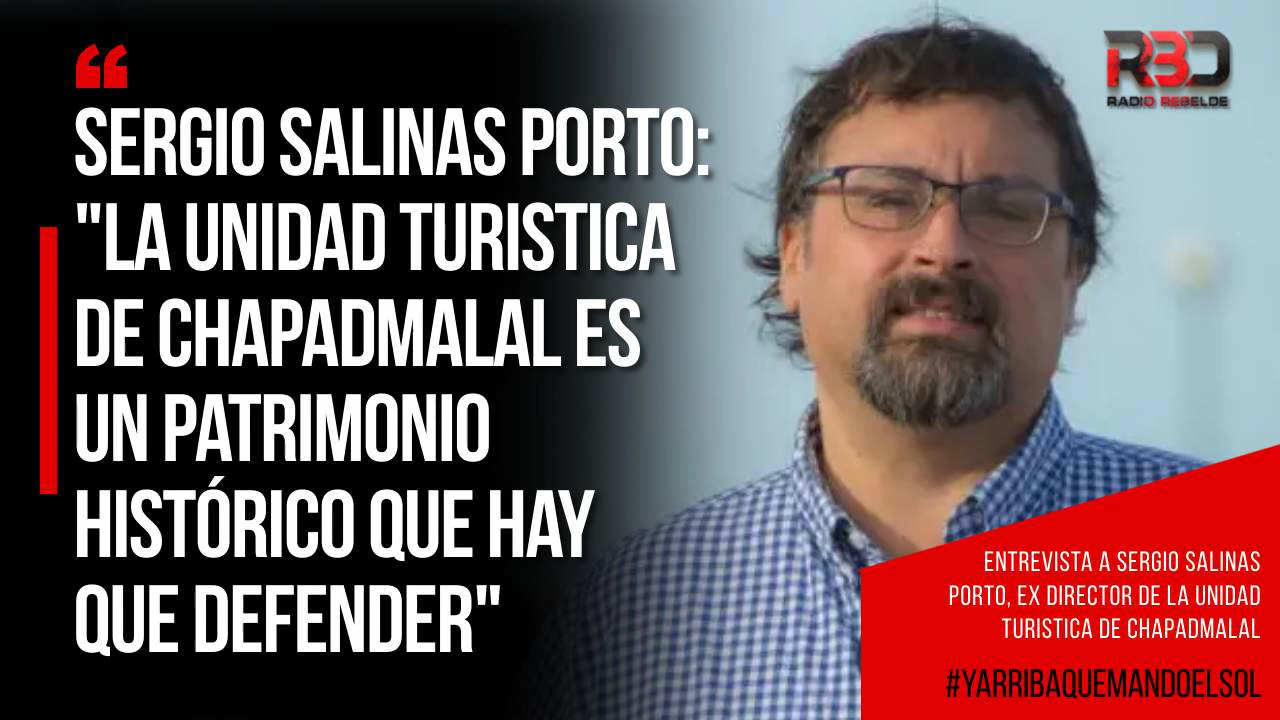 RBD
RADIO REBELDE
“
SERGIO SALINAS PORTO:
"LA UNIDAD TURISTICA
DE CHAPADMALAL ES
UN PATRIMONIO
HISTÓRICO QUE HAY
QUE DEFENDER"
ENTREVISTA A SERGIO SALINAS
PORTO, EX DIRECTOR DE LA UNIDAD
TURISTICA DE CHAPADMALAL
#YARRIBAQUEMANDOELSOL